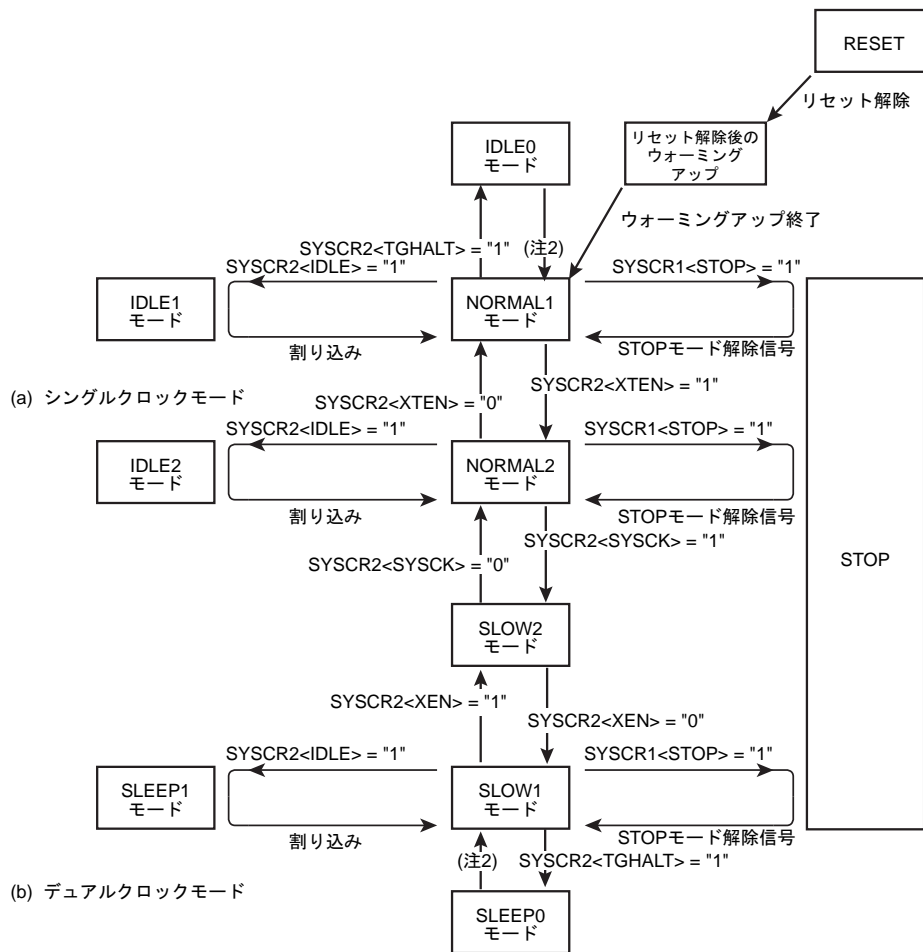 RESET
リセット解除
IDLE0
モード
リセット解除後の
ウォーミング
アップ
ウォーミングアップ終了
SYSCR2<TGHALT> = "1"
(注2)
SYSCR2<IDLE> = "1"
SYSCR1<STOP> = "1"
IDLE1
モード
NORMAL1
モード
割り込み
STOPモード解除信号
(a) シングルクロックモード
SYSCR2<XTEN> = "0"
SYSCR2<XTEN> = "1"
SYSCR2<IDLE> = "1"
SYSCR1<STOP> = "1"
IDLE2
モード
NORMAL2
モード
割り込み
STOPモード解除信号
SYSCR2<SYSCK> = "1"
SYSCR2<SYSCK> = "0"
STOP
SLOW2
モード
SYSCR2<XEN> = "1"
SYSCR2<XEN> = "0"
SYSCR2<IDLE> = "1"
SYSCR1<STOP> = "1"
SLEEP1
モード
SLOW1
モード
割り込み
STOPモード解除信号
(注2)
SYSCR2<TGHALT> = "1"
(b) デュアルクロックモード
SLEEP0
モード